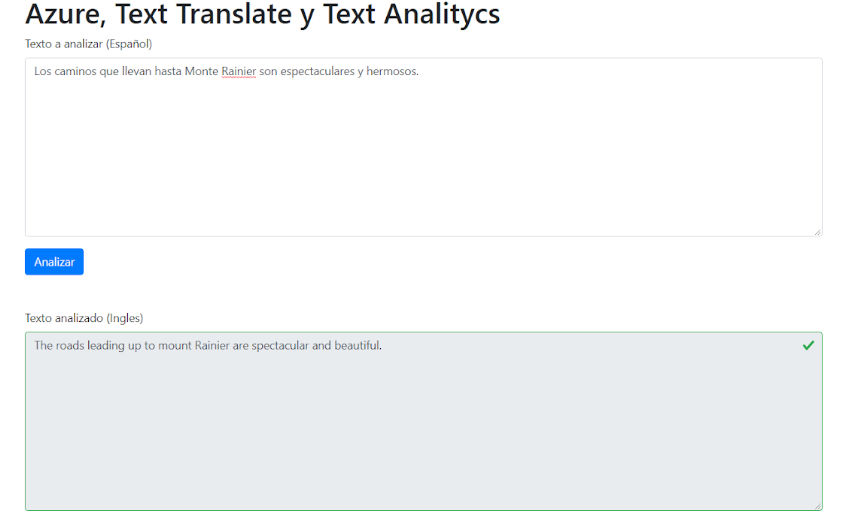 Azure, Text Translate y Text Analitycs
Texto a analizar (Español)
Los caminos que llevan hasta Monte Rainier son espectaculares y hermosos.
Analizar
Texto analizado (Ingles)
The roads leading up to mount Rainier are spectacular and beautiful.